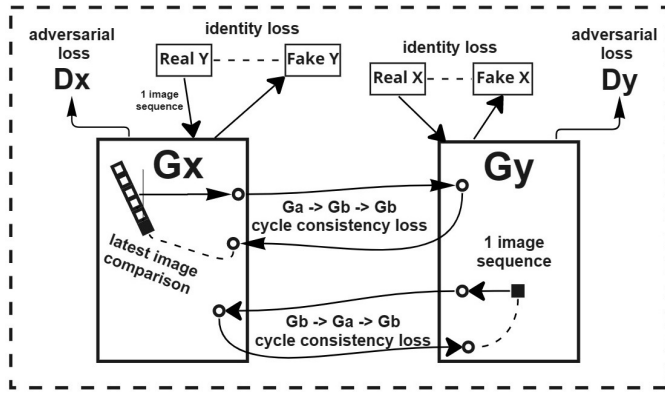 adversarial
loss
Dx
identity loss
Real Y
Fake Y
1 image
sequence
identity loss
Real X
Fake X
adversarial
loss
Dy
Gx
latest image
comparison
Ga -> Gb -> Gb
cycle consistency loss
Gb -> Ga -> Gb
cycle consistency loss
Gy
1 image
sequence